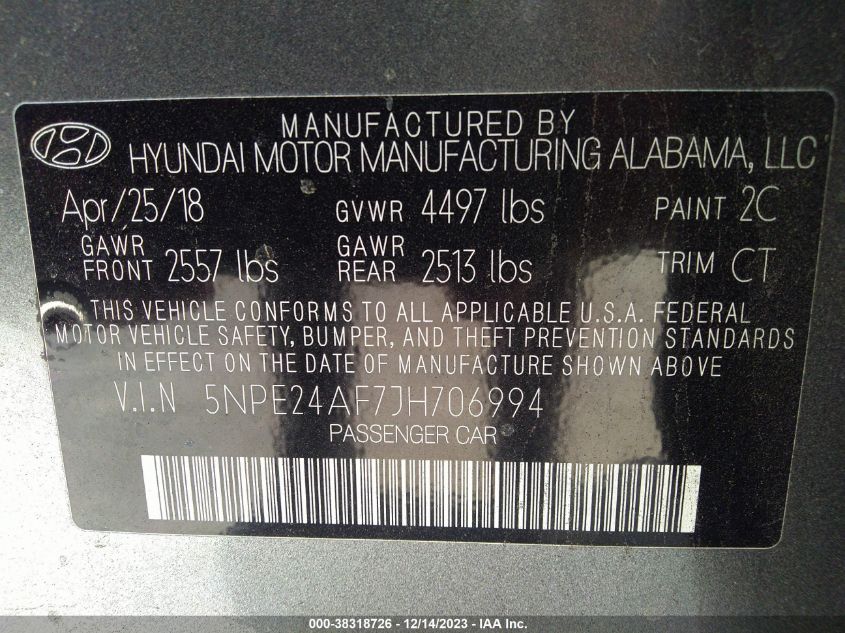 MANUFACTURED BY
HYUNDAI MOTOR MANUFACTURING ALABAMA, LLC
Apr/25/18 GVWR 4497 lbs PAINT 2C
GAWR FRONT 2557 lbs GAWR REAR 2513 lbs TRIM CT
THIS VEHICLE CONFORMS TO ALL APPLICABLE U.S.A. FEDERAL
MOTOR VEHICLE SAFETY, BUMPER, AND THEFT PREVENTION STANDARDS
IN EFFECT ON THE DATE OF MANUFACTURE SHOWN ABOVE
V.I.N 5NPE24AF7JH706994
PASSENGER CAR
000-38318726 - 12/14/2023 - IAA Inc.